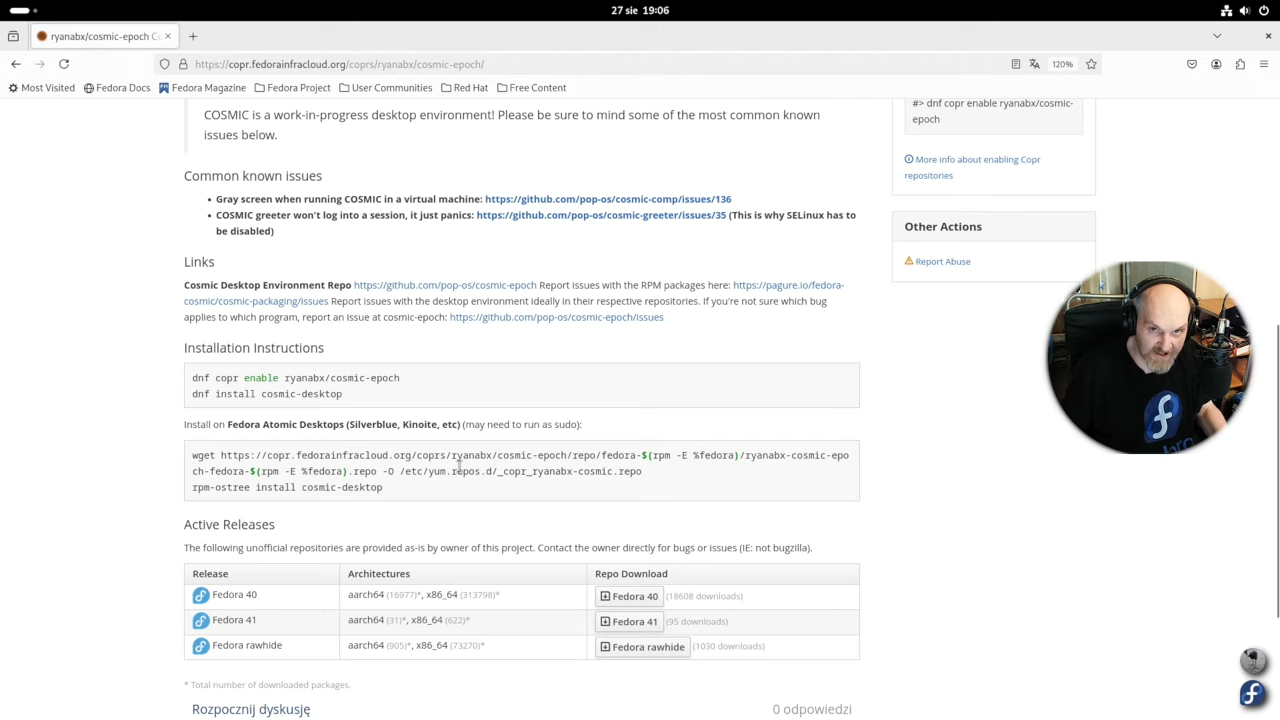 27 sie 19:06
ryanabx/cosmic-epoch Co
https://copr.fedorainfracloud.org/coprs/ryanabx/cosmic-epoch/
120%
Most Visited
Fedora Docs
Fedora Magazine
Fedora Project
User Communities
Red Hat
Free Content
COSMIC is a work-in-progress desktop environment! Please be sure to mind some of the most common known
issues below.
Common known issues
• Gray screen when running COSMIC in a virtual machine: https://github.com/pop-os/cosmic-comp/issues/136
• COSMIC greeter won't log into a session, it just panics: https://github.com/pop-os/cosmic-greeter/issues/35 (This is why SELinux has to
be disabled)
Links
Cosmic Desktop Environment Repo https://github.com/pop-os/cosmic-epoch Report issues with the RPM packages here: https://pagure.io/fedora-
cosmic/cosmic-packaging/issues Report issues with the desktop environment ideally in their respective repositories. If you're not sure which bug
applies to which program, report an issue at cosmic-epoch: https://github.com/pop-os/cosmic-epoch/issues
Installation Instructions
dnf copr enable ryanabx/cosmic-epoch
dnf install cosmic-desktop
Install on Fedora Atomic Desktops (Silverblue, Kinoite, etc) (may need to run as sudo):
wget https://copr.fedorainfracloud.org/coprs/ryanabx/cosmic-epoch/repo/fedora-$(rpm -E %fedora)/ryanabx-cosmic-epo
ch-fedora-$(rpm -E %fedora).repo -O /etc/yum.repos.d/_copr_ryanabx-cosmic.repo
rpm-ostree install cosmic-desktop
Active Releases
The following unofficial repositories are provided as-is by owner of this project. Contact the owner directly for bugs or issues (IE: not bugzilla).
Release Architectures Repo Download
Fedora 40 aarch64 (16977)*, x86_64 (313798)* Fedora 40 (18608 downloads)
Fedora 41 aarch64 (31)*, x86_64 (622)* Fedora 41 (95 downloads)
Fedora rawhide aarch64 (905)*, x86_64 (73270)* Fedora rawhide (1030 downloads)
* Total number of downloaded packages.
Rozpocznij dyskusję
0 odpowiedzi
#> dnf copr enable ryanabx/cosmic-
epoch
More info about enabling Copr
repositories
Other Actions
Report Abuse